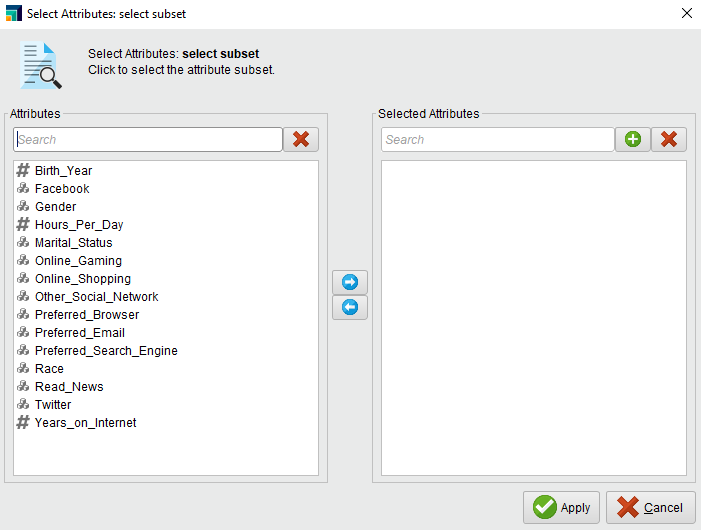 Select Attributes: select subset
Select Attributes: select subset
Click to select the attribute subset.
Attributes
Search
Birth_Year
Facebook
Gender
Hours_Per_Day
Marital_Status
Online_Gaming
Online_Shopping
Other_Social_Network
Preferred_Browser
Preferred_Email
Preferred_Search_Engine
Race
Read_News
Twitter
Years_on_Internet
Selected Attributes
Search
Apply
Cancel